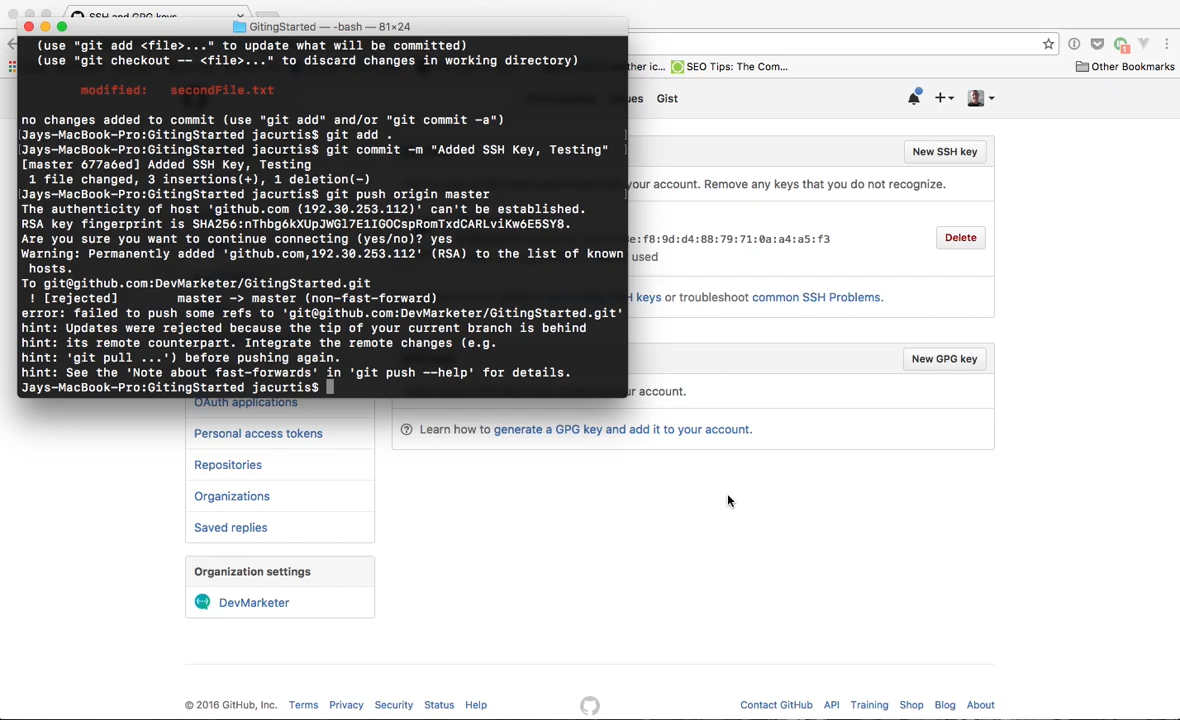 SSH and GPG keys
GitingStarted — -bash — 81×24
(use "git add <file>..." to update what will be committed)
(use "git checkout -- <file>..." to discard changes in working directory)
modified: secondFile.txt
no changes added to commit (use "git add" and/or "git commit -a")
[Jays-MacBook-Pro:GitingStarted jacurtis$ git add . ]
[Jays-MacBook-Pro:GitingStarted jacurtis$ git commit -m "Added SSH Key, Testing" ]
[master 677a6ed] Added SSH Key, Testing
1 file changed, 3 insertions(+), 1 deletion(-)
[Jays-MacBook-Pro:GitingStarted jacurtis$ git push origin master ]
The authenticity of host 'github.com (192.30.253.112)' can't be established.
RSA key fingerprint is SHA256:nThbg6kXUpJWGl7E1IGOCspRomTxdCARLviKw6E5SY8.
Are you sure you want to continue connecting (yes/no)? yes
Warning: Permanently added 'github.com,192.30.253.112' (RSA) to the list of known
hosts.
To git@github.com:DevMarketer/GitingStarted.git
! [rejected] master -> master (non-fast-forward)
error: failed to push some refs to 'git@github.com:DevMarketer/GitingStarted.git'
hint: Updates were rejected because the tip of your current branch is behind
hint: its remote counterpart. Integrate the remote changes (e.g.
hint: 'git pull ...') before pushing again.
hint: See the 'Note about fast-forwards' in 'git push --help' for details.
Jays-MacBook-Pro:GitingStarted jacurtis$
ther ic... SEO Tips: The Com... Other Bookmarks
ues Gist
New SSH key
your account. Remove any keys that you do not recognize.
e:f8:9d:d4:88:79:71:0a:a4:a5:f3
used
Delete
H keys or troubleshoot common SSH Problems.
New GPG key
your account.
Learn how to generate a GPG key and add it to your account.
OAuth applications
Personal access tokens
Repositories
Organizations
Saved replies
Organization settings
DevMarketer
© 2016 GitHub, Inc. Terms Privacy Security Status Help Contact GitHub API Training Shop Blog About